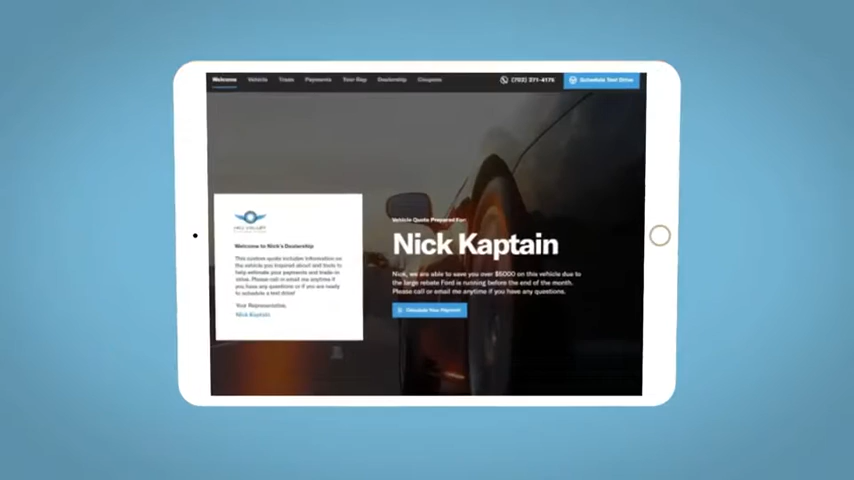 Welcome Vehicle Trade Payments Your Rep Dealership Coupons (702) 271-4175 Schedule Test Drive
Welcome to Nick's Dealership
This custom quote includes information on
the vehicle you inquired about and tools to
help estimate your payments and trade-in
drive. Please call or email me anytime if
you have any questions or if you are ready
to schedule a test drive!
Your Representative,
Nick Kaptain
Vehicle Quote Prepared For:
Nick Kaptain
Nick, we are able to save you over $5000 on this vehicle due to
the large rebate Ford is running before the end of the month.
Please call or email me anytime if you have any questions.
Calculate Your Payment